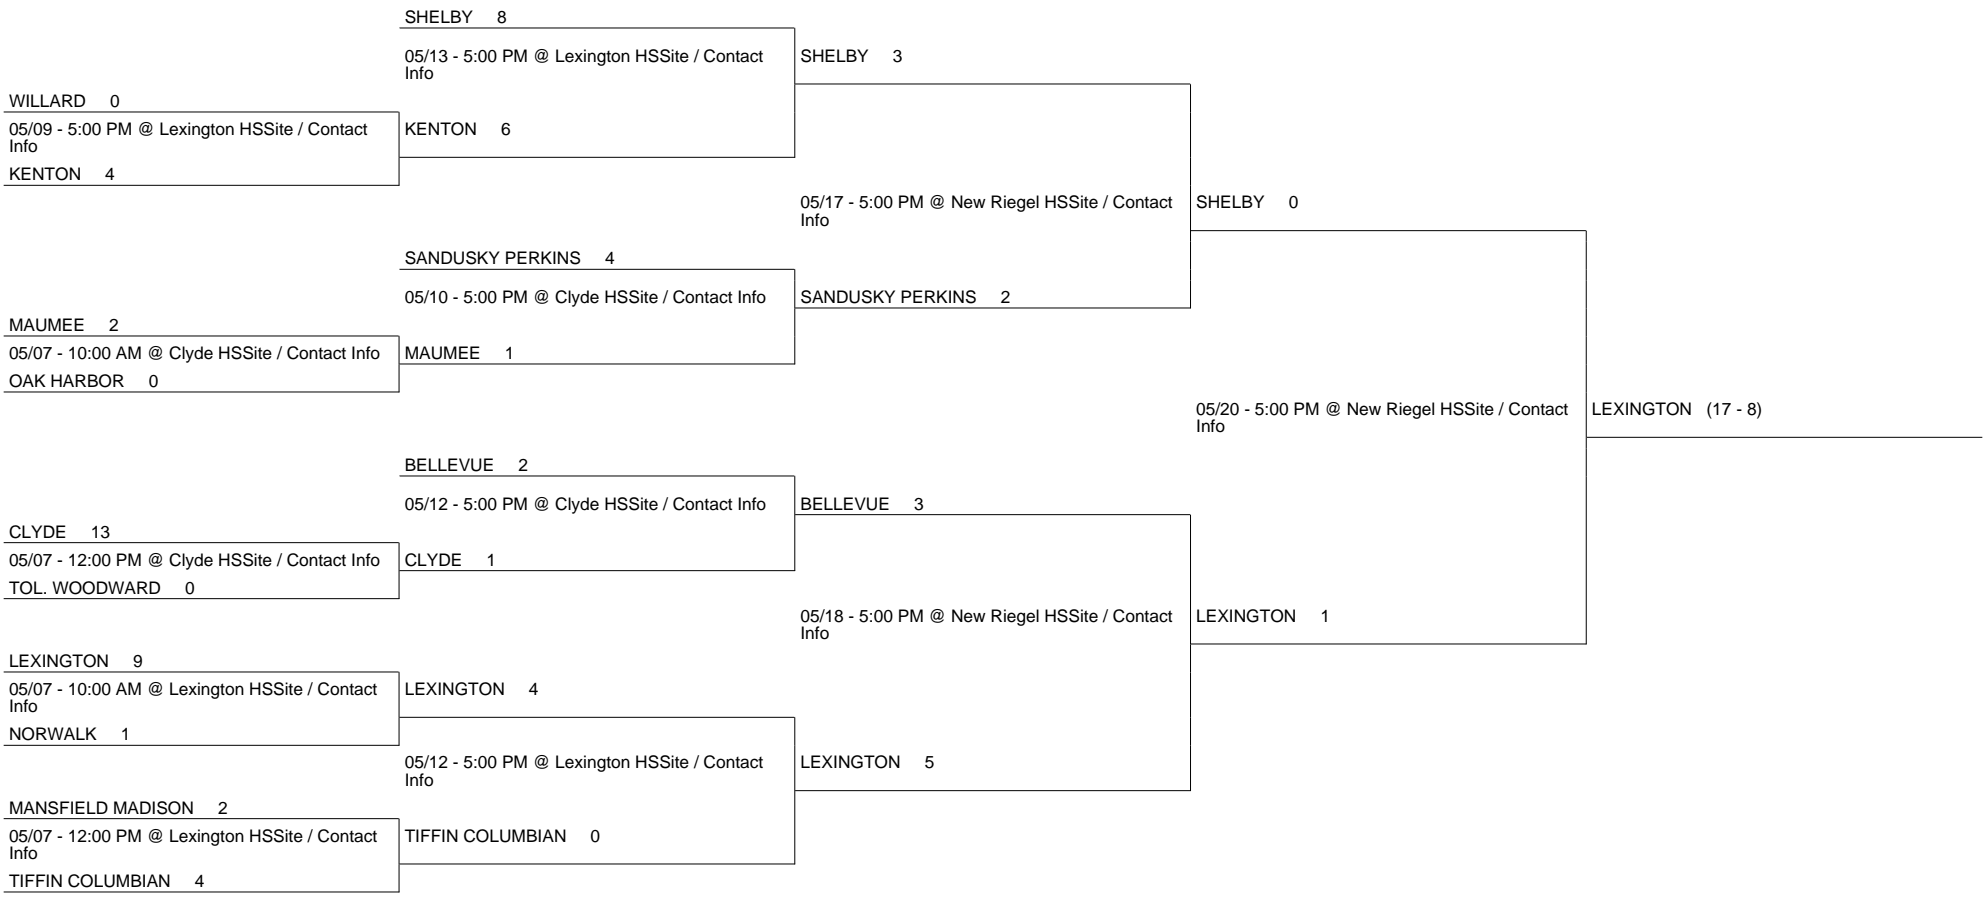 SHELBY 8
05/13 - 5:00 PM @ Lexington HSSite / Contact
Info
SHELBY 3
WILLARD 0
05/09 - 5:00 PM @ Lexington HSSite / Contact
Info
KENTON 6
KENTON 4
05/17 - 5:00 PM @ New Riegel HSSite / Contact
Info
SHELBY 0
SANDUSKY PERKINS 4
05/10 - 5:00 PM @ Clyde HSSite / Contact Info
SANDUSKY PERKINS 2
MAUMEE 2
05/07 - 10:00 AM @ Clyde HSSite / Contact Info
MAUMEE 1
OAK HARBOR 0
05/20 - 5:00 PM @ New Riegel HSSite / Contact
Info
LEXINGTON (17 - 8)
BELLEVUE 2
05/12 - 5:00 PM @ Clyde HSSite / Contact Info
BELLEVUE 3
CLYDE 13
05/07 - 12:00 PM @ Clyde HSSite / Contact Info
CLYDE 1
TOL. WOODWARD 0
05/18 - 5:00 PM @ New Riegel HSSite / Contact
Info
LEXINGTON 1
LEXINGTON 9
05/07 - 10:00 AM @ Lexington HSSite / Contact
Info
LEXINGTON 4
NORWALK 1
05/12 - 5:00 PM @ Lexington HSSite / Contact
Info
LEXINGTON 5
MANSFIELD MADISON 2
05/07 - 12:00 PM @ Lexington HSSite / Contact
Info
TIFFIN COLUMBIAN 0
TIFFIN COLUMBIAN 4